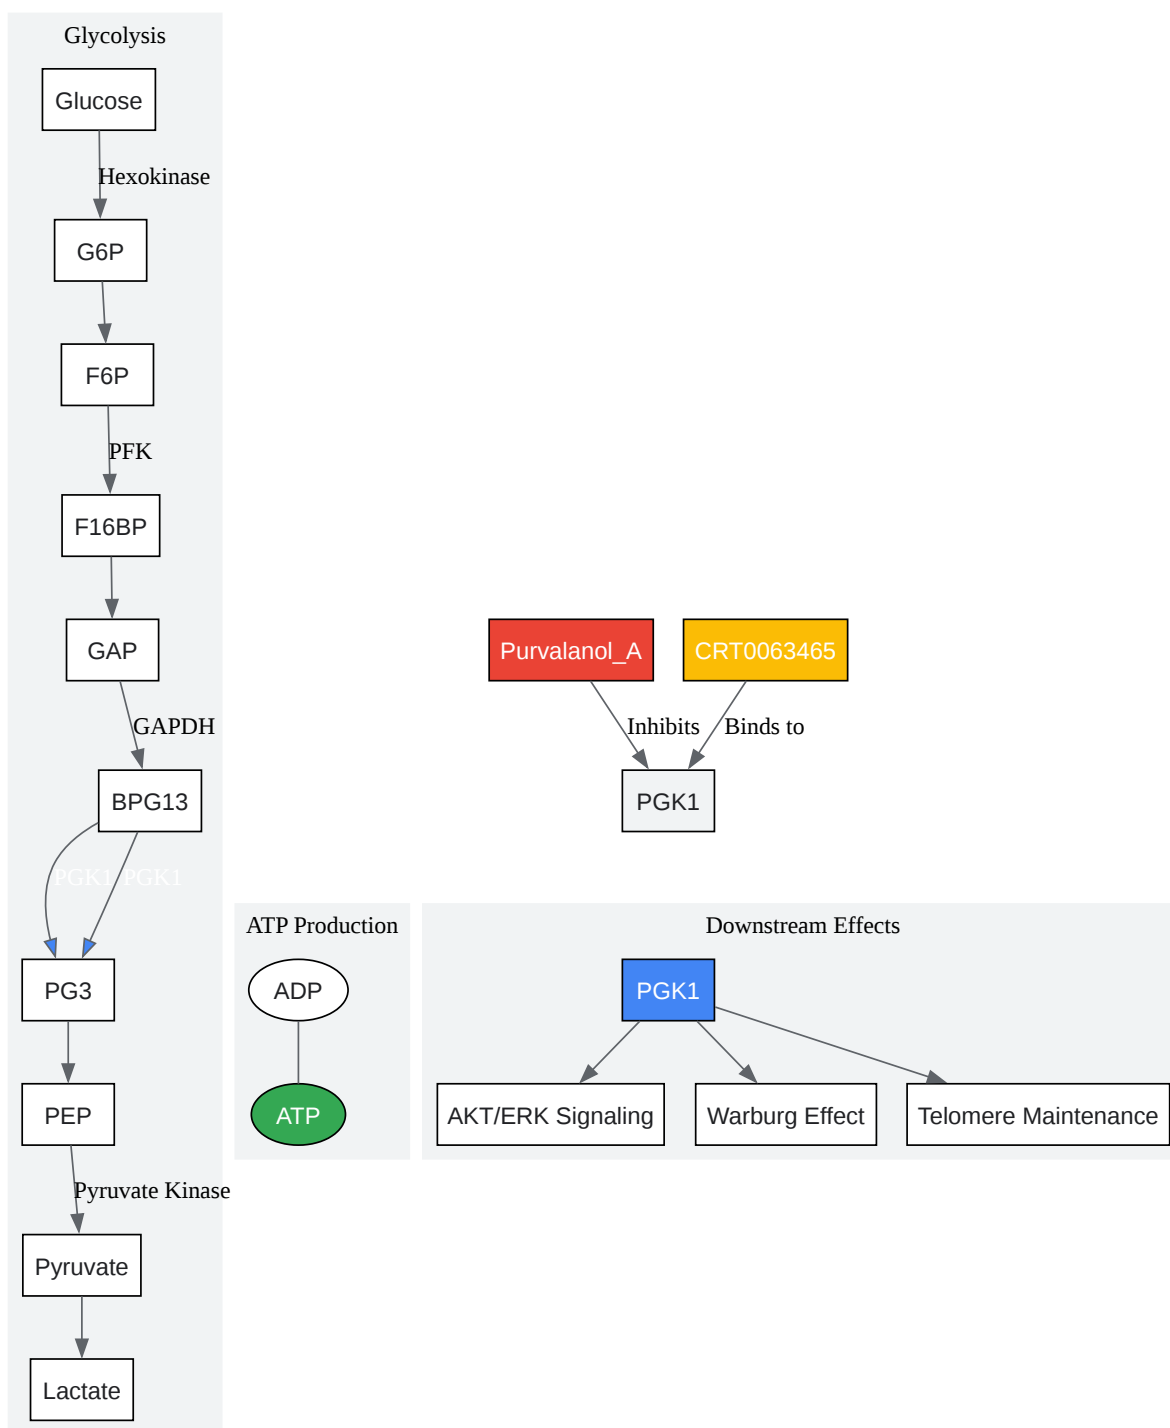 Glycolysis
Glucose
Hexokinase
G6P
F6P
PFK
F16BP
GAP
GAPDH
BPG13
PGK1
PGK1
PG3
PEP
Pyruvate Kinase
Pyruvate
Lactate
Purvalanol_A
CRT0063465
Inhibits
Binds to
PGK1
ATP Production
ADP
ATP
Downstream Effects
PGK1
AKT/ERK Signaling
Warburg Effect
Telomere Maintenance